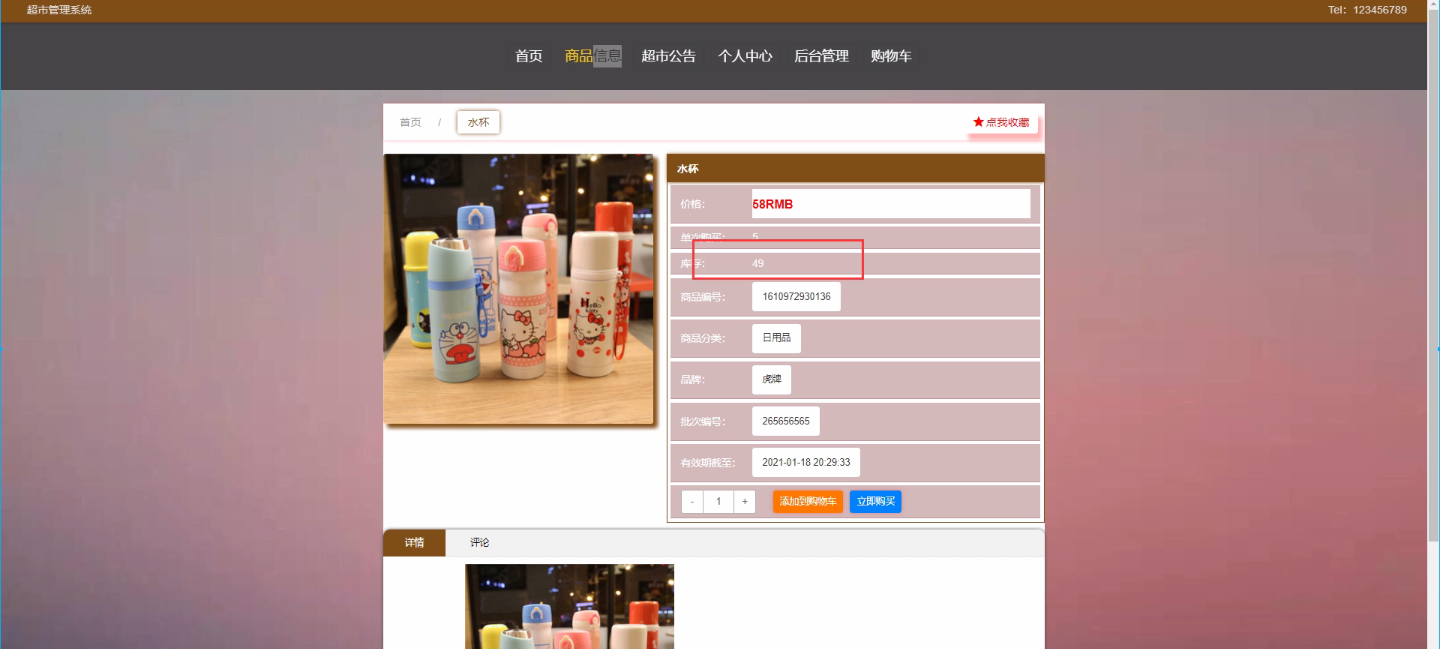 超市管理系统
Tel：123456789
首页 商品信息 超市公告 个人中心 后台管理 购物车
首页 / 水杯
★ 点我收藏
水杯
价格： 58RMB
单次购买： 5
库存： 49
商品编号： 1610972930136
商品分类： 日用品
品牌： 虎牌
批次编号： 265656565
有效期截至： 2021-01-18 20:29:33
- 1 + 添加到购物车 立即购买
详情 评论